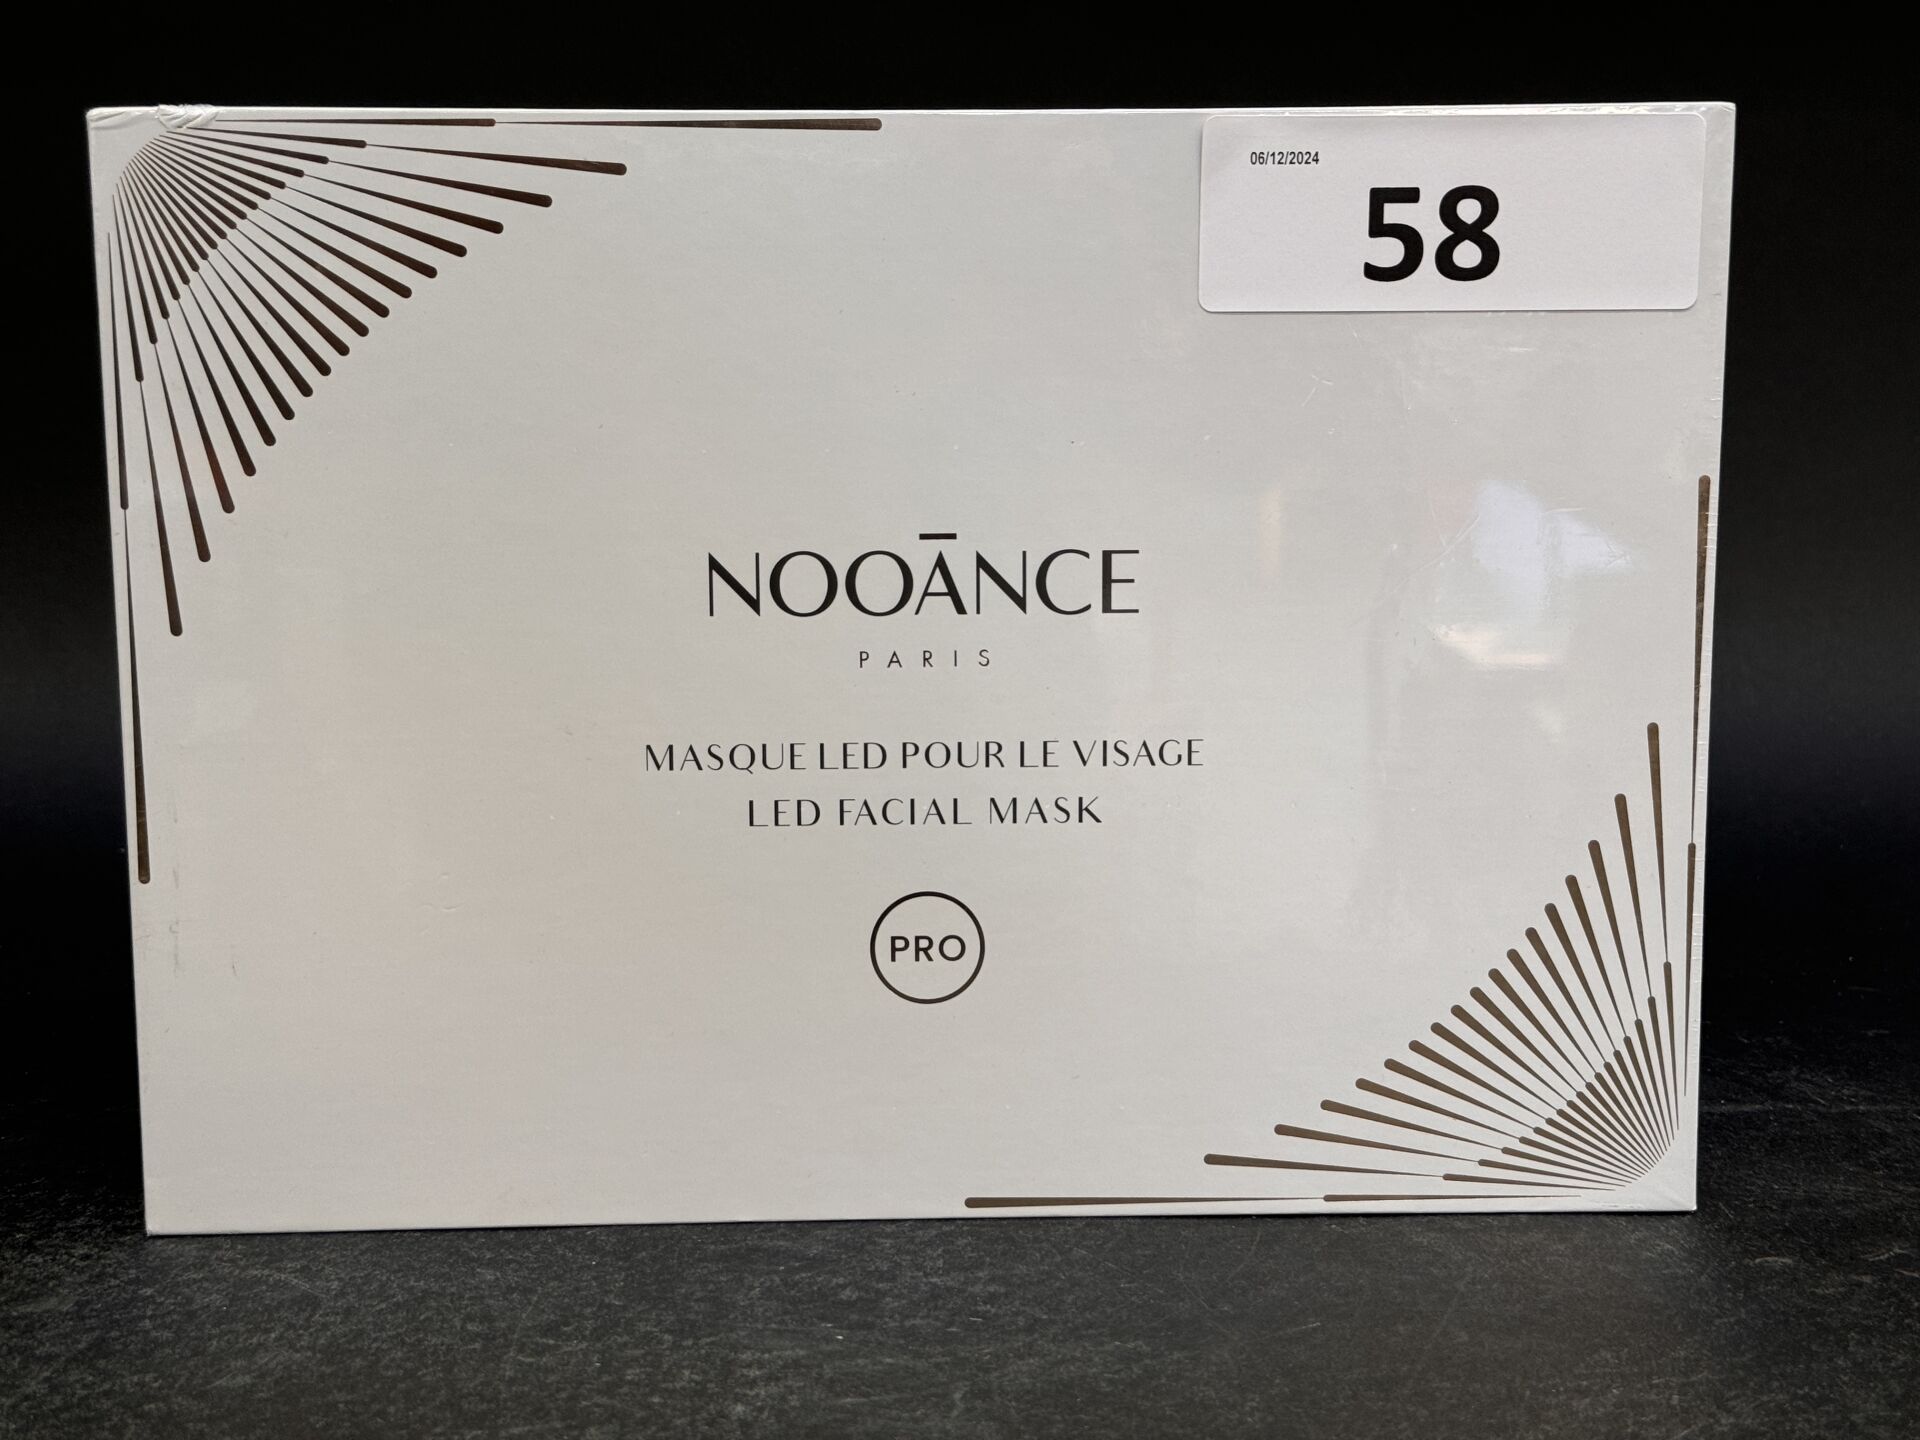 06/12/2024
58
NOOĀNCE
PARIS
MASQUE LED POUR LE VISAGE
LED FACIAL MASK
PRO